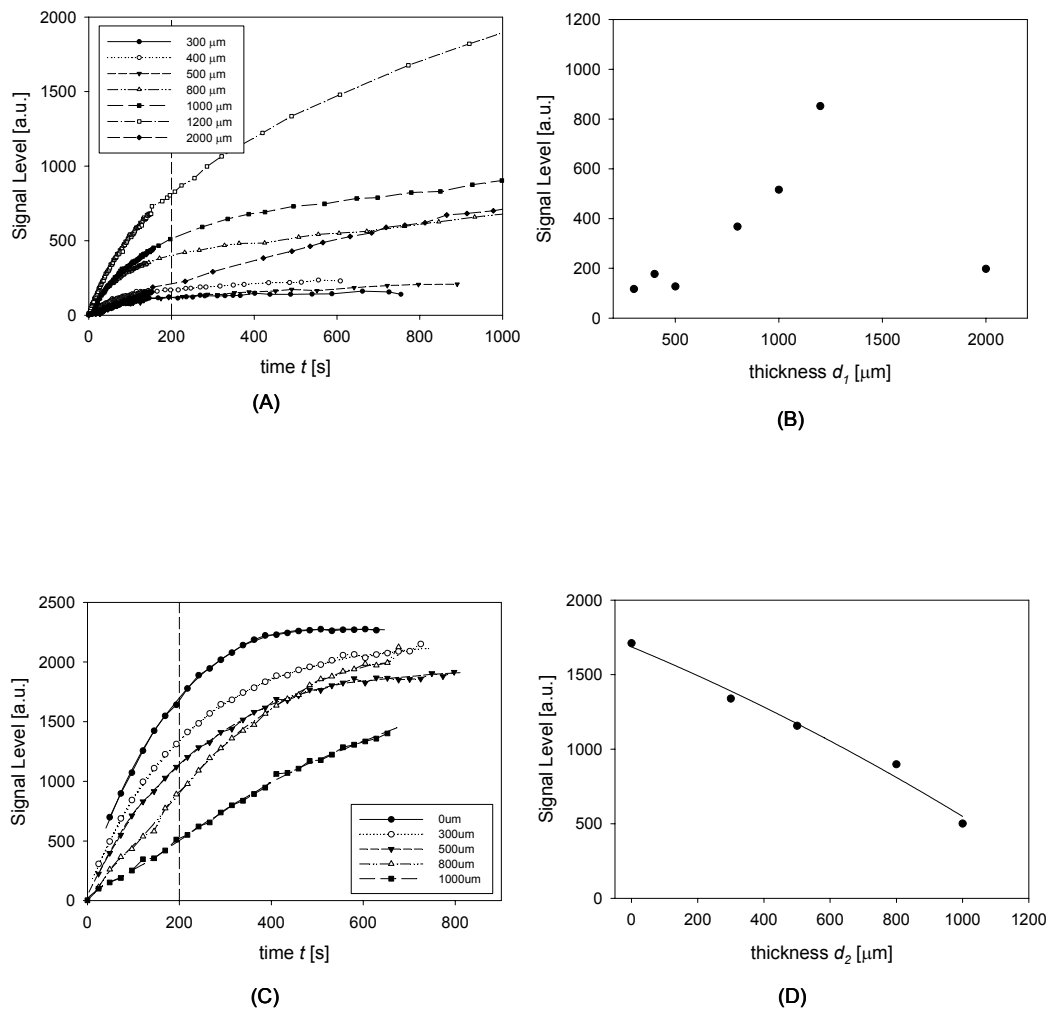 2000
1500
1000
500
0
Signal Level [a.u.]
300 μm
400 μm
500 μm
800 μm
1000 μm
1200 μm
2000 μm
0 200 400 600 800 1000
time t [s]
(A)
1200
1000
800
600
400
200
0
Signal Level [a.u.]
500 1000 1500 2000
thickness d1 [μm]
(B)
2500
2000
1500
1000
500
0
Signal Level [a.u.]
0um
300um
500um
800um
1000um
0 200 400 600 800
time t [s]
(C)
2000
1500
1000
500
0
Signal Level [a.u.]
0 200 400 600 800 1000 1200
thickness d2 [μm]
(D)